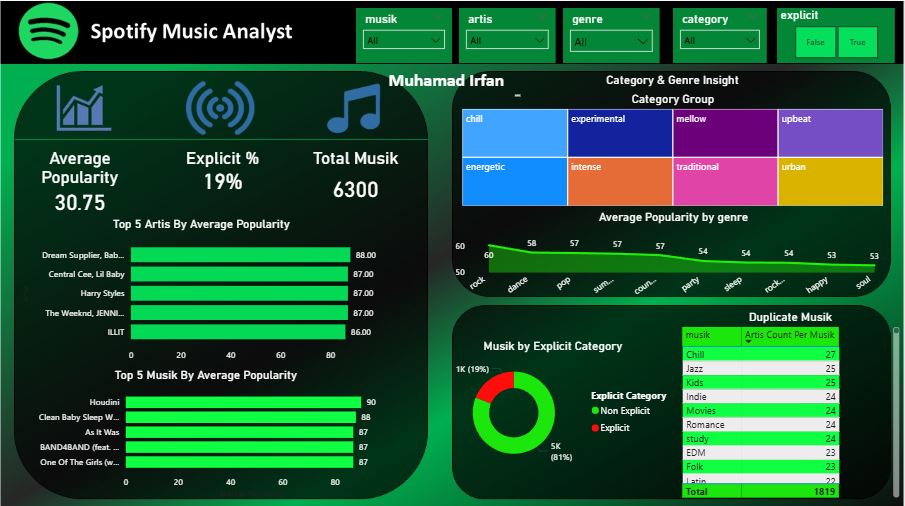 Spotify Music Analyst
musik
All
artis
All
genre
All
category
All
explicit
False
True
Muhamad Irfan
Average Popularity
30.75
Explicit %
19%
Total Musik
6300
Top 5 Artis By Average Popularity
Dream Supplier, Bab... 88.00
Central Cee, Lil Baby 87.00
Harry Styles 87.00
The Weeknd, JENNI... 87.00
ILLIT 86.00
0 20 40 60 80
Top 5 Musik By Average Popularity
Houdini 90
Clean Baby Sleep W... 88
As It Was 87
BAND4BAND (feat. ... 87
One Of The Girls (w... 87
0 20 40 60 80
Category & Genre Insight
Category Group
chill
experimental
mellow
upbeat
energetic
intense
traditional
urban
Average Popularity by genre
60
50
60 58 57 57 57 54 54 54 53 53
rock dance pop sum... coun... party sleep rock... happy soul
Musik by Explicit Category
1K (19%)
5K
(81%)
Explicit Category
Non Explicit
Explicit
Duplicate Musik
musik Artis Count Per Musik
Chill 27
Jazz 25
Kids 25
Indie 24
Movies 24
Romance 24
study 24
EDM 23
Folk 23
Latin 22
Total 1819